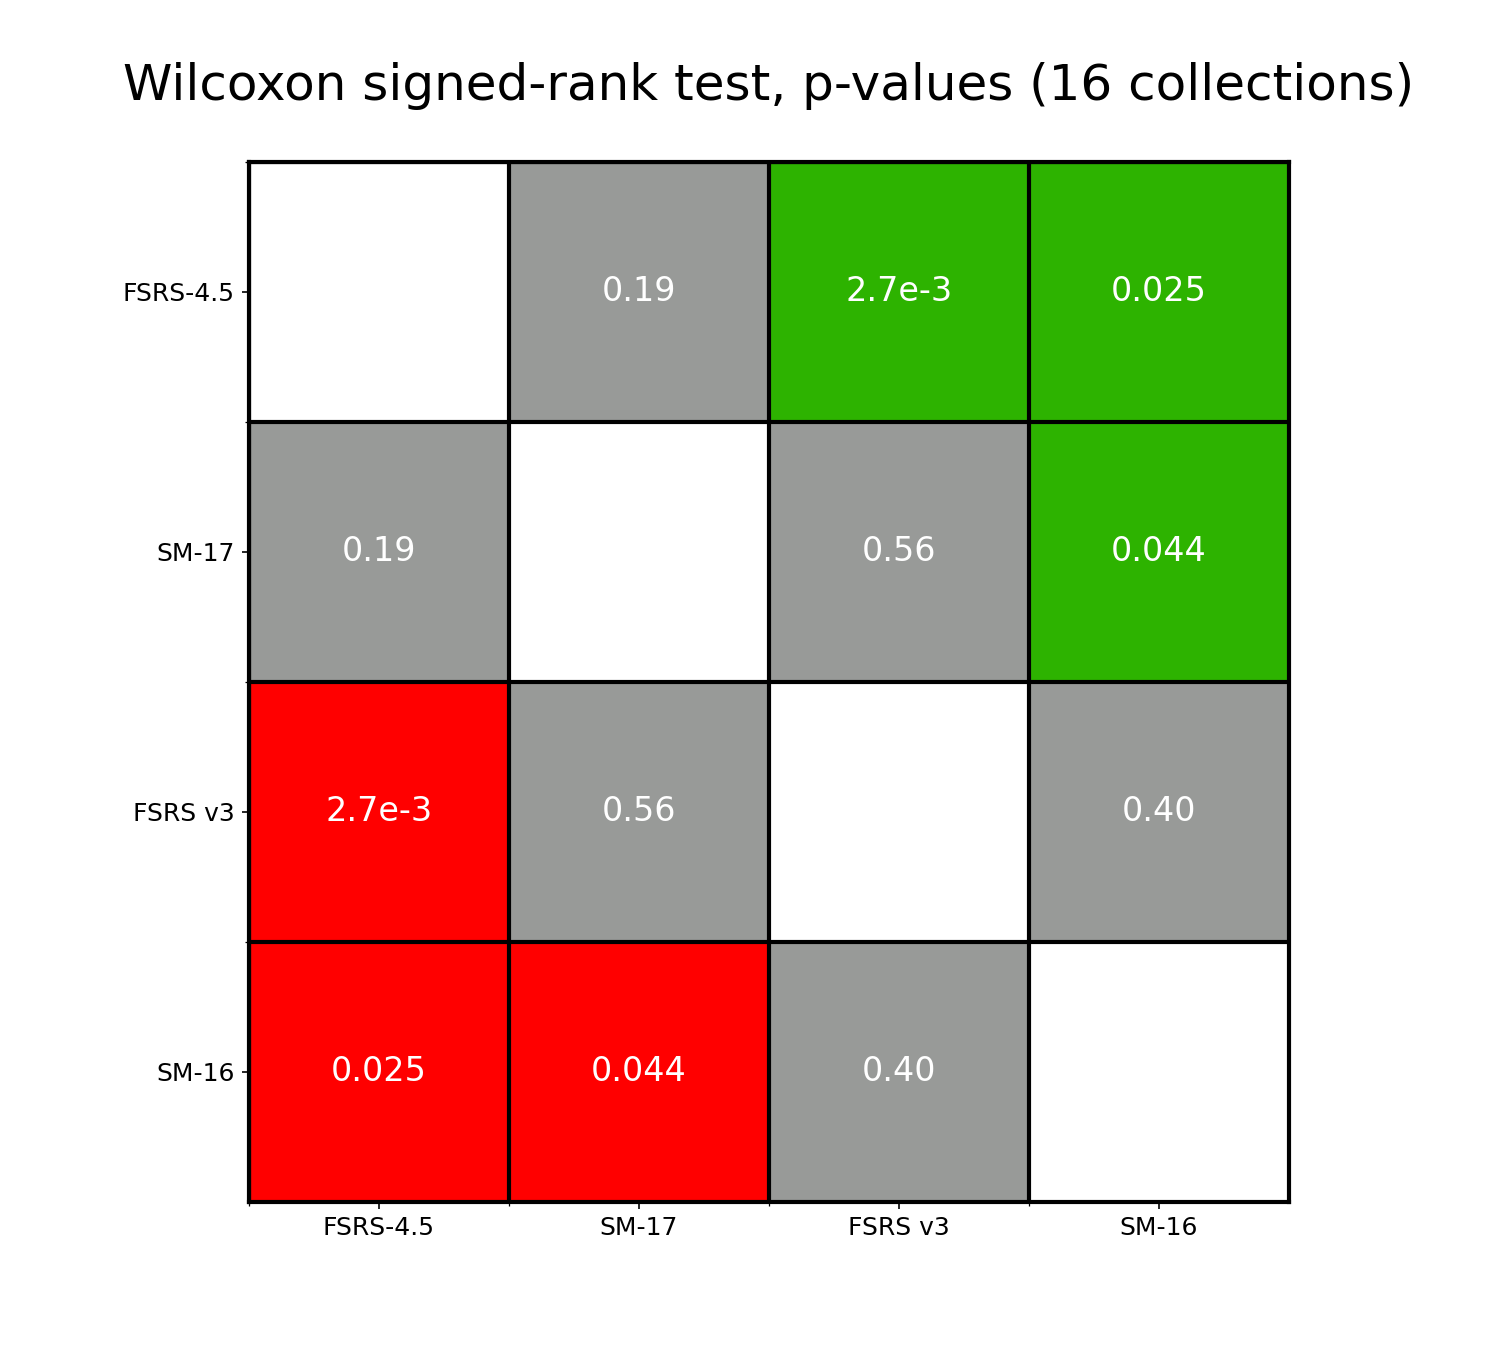 Wilcoxon signed-rank test, p-values (16 collections)
FSRS-4.5 0.19 2.7e-3 0.025
SM-17 0.19 0.56 0.044
FSRS v3 2.7e-3 0.56 0.40
SM-16 0.025 0.044 0.40
FSRS-4.5 SM-17 FSRS v3 SM-16